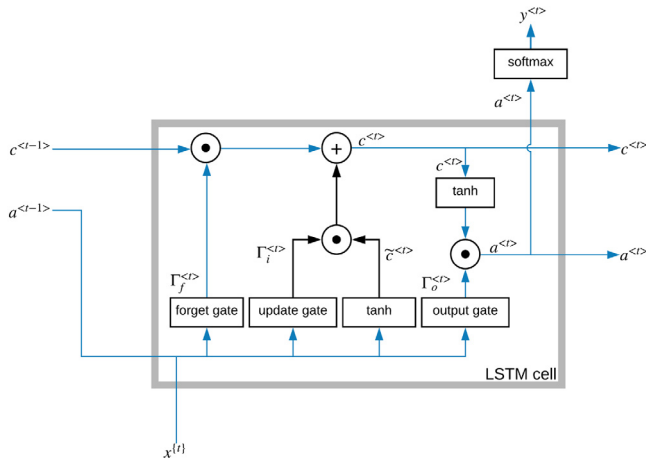 y<t>
softmax
a<t>
c<t-1>
c<t>
c<t>
c<t>
tanh
a<t-1>
Γi<t>
c̃<t>
a<t>
a<t>
Γf<t>
Γo<t>
forget gate
update gate
tanh
output gate
LSTM cell
x{t}